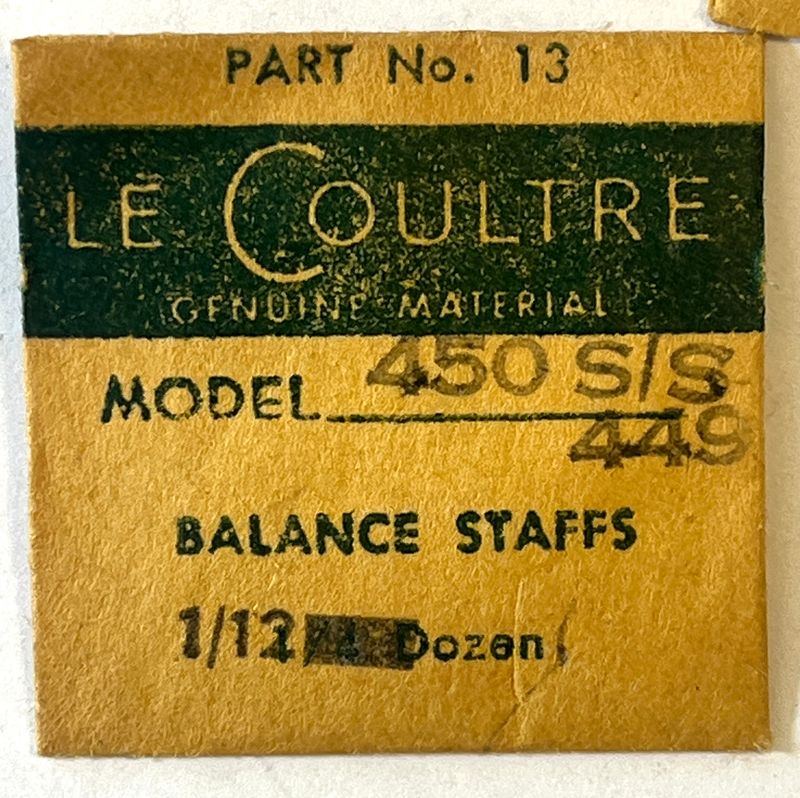 PART No. 13
LE COULTRE
GENUINE MATERIAL
MODEL 450 S/S
449
BALANCE STAFFS
1/12 Dozen